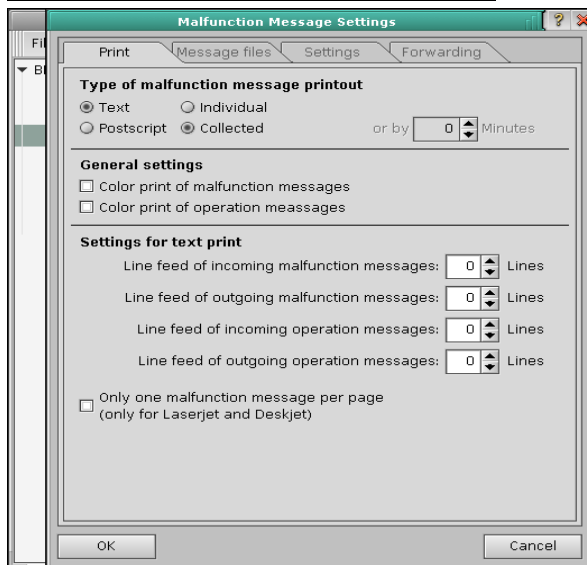 Malfunction Message Settings
?
Fil
Bl
Print Message files Settings Forwarding
Type of malfunction message printout
Text Individual
Postscript Collected or by 0 Minutes
General settings
Color print of malfunction messages
Color print of operation meassages
Settings for text print
Line feed of incoming malfunction messages: 0 Lines
Line feed of outgoing malfunction messages: 0 Lines
Line feed of incoming operation messages: 0 Lines
Line feed of outgoing operation messages: 0 Lines
Only one malfunction message per page
(only for Laserjet and Deskjet)
OK Cancel